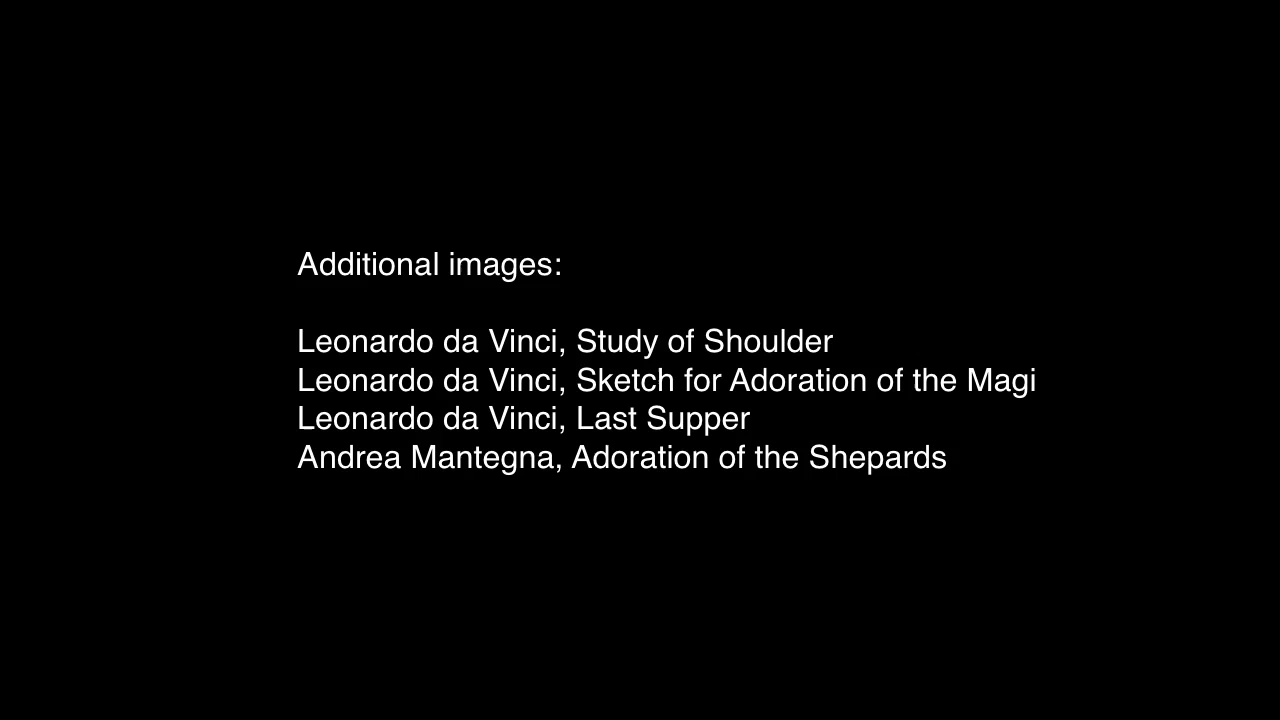 Additional images:
Leonardo da Vinci, Study of Shoulder
Leonardo da Vinci, Sketch for Adoration of the Magi
Leonardo da Vinci, Last Supper
Andrea Mantegna, Adoration of the Shepards